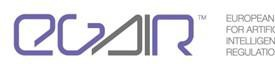 EGAIR™
EUROPEAN
FOR ARTIFIC
INTELLIGEN
REGULATIO